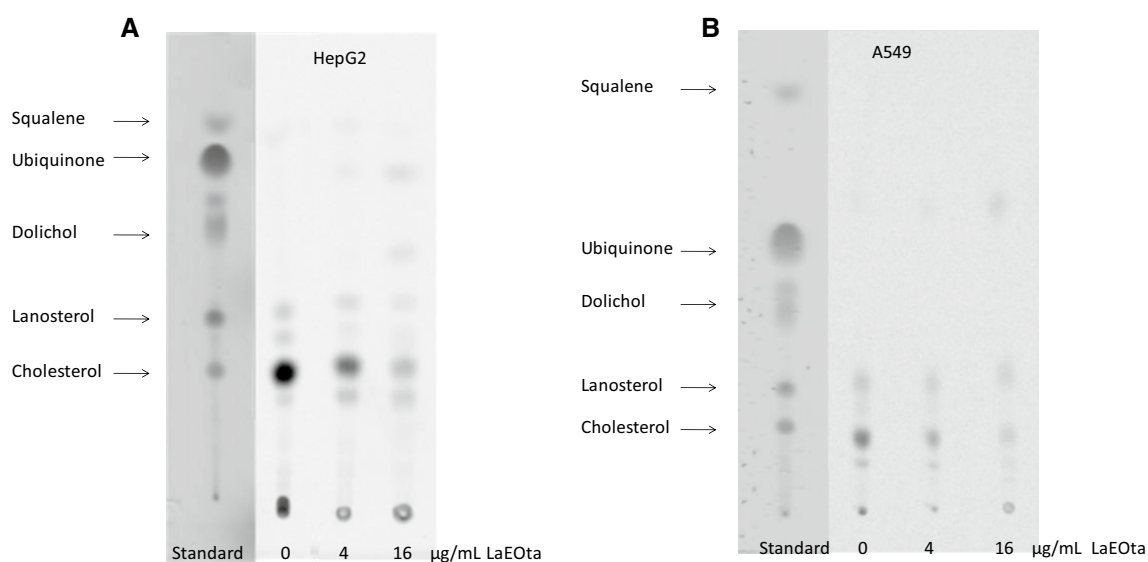 A
HepG2
Squalene
Ubiquinone
Dolichol
Lanosterol
Cholesterol
Standard 0 4 16 µg/mL LaEOta
B
A549
Squalene
Ubiquinone
Dolichol
Lanosterol
Cholesterol
Standard 0 4 16 µg/mL LaEOta